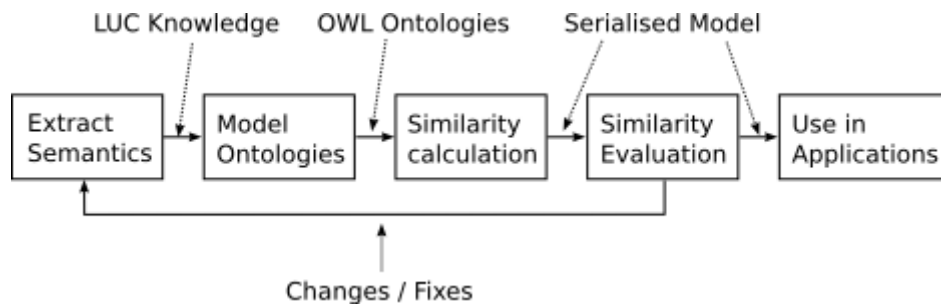 LUC Knowledge
OWL Ontologies
Serialised Model
Extract
Semantics
Model
Ontologies
Similarity
calculation
Similarity
Evaluation
Use in
Applications
Changes / Fixes